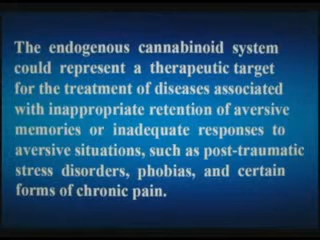 The endogenous cannabinoid system
could represent a therapeutic target
for the treatment of diseases associated
with inappropriate retention of aversive
memories or inadequate responses to
aversive situations, such as post-traumatic
stress disorders, phobias, and certain
forms of chronic pain.